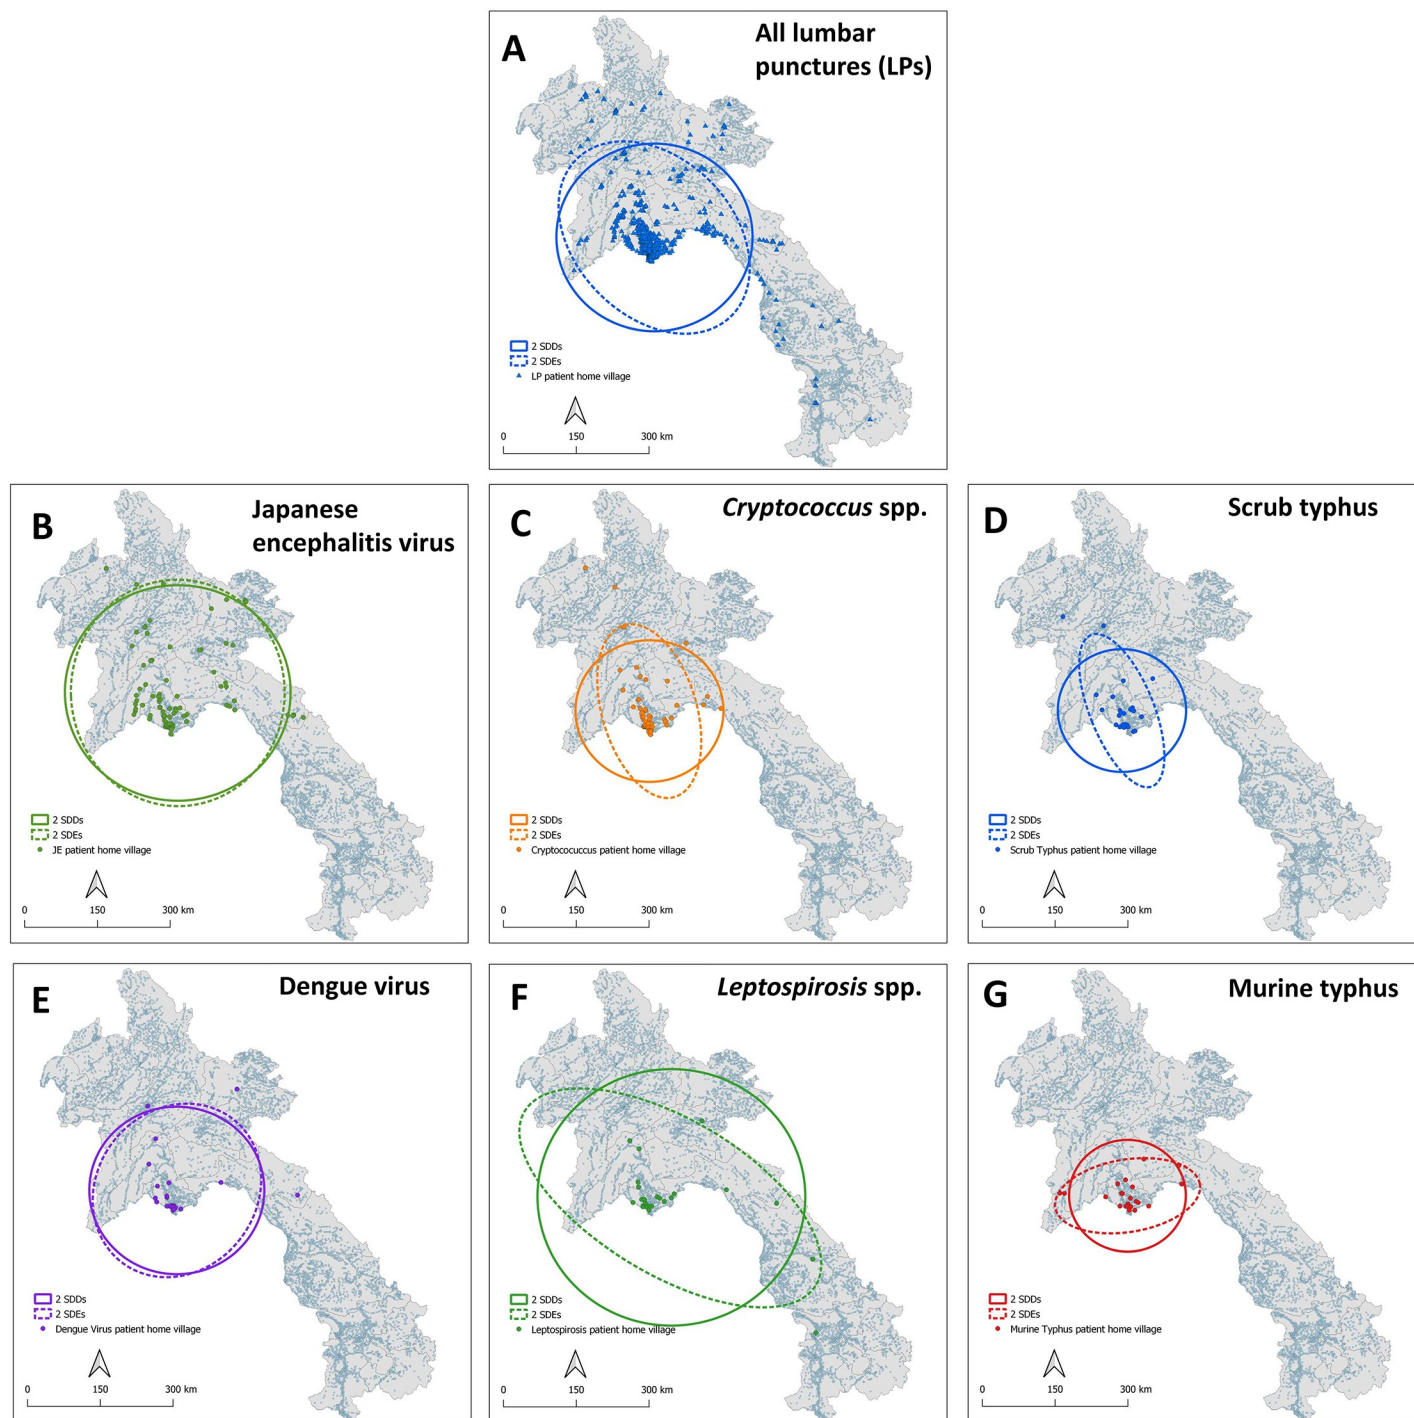 A
All lumbar
punctures (LPs)
2 SDDs
2 SDEs
LP patient home village
0 150 300 km
B
Japanese
encephalitis virus
2 SDDs
2 SDEs
JE patient home village
0 150 300 km
C
Cryptococcus spp.
2 SDDs
2 SDEs
Cryptococuccus patient home village
0 150 300 km
D
Scrub typhus
2 SDDs
2 SDEs
Scrub Typhus patient home village
0 150 300 km
E
Dengue virus
2 SDDs
2 SDEs
Dengue Virus patient home village
0 150 300 km
F
Leptospirosis spp.
2 SDDs
2 SDEs
Leptospirosis patient home village
0 150 300 km
G
Murine typhus
2 SDDs
2 SDEs
Murine Typhus patient home village
0 150 300 km